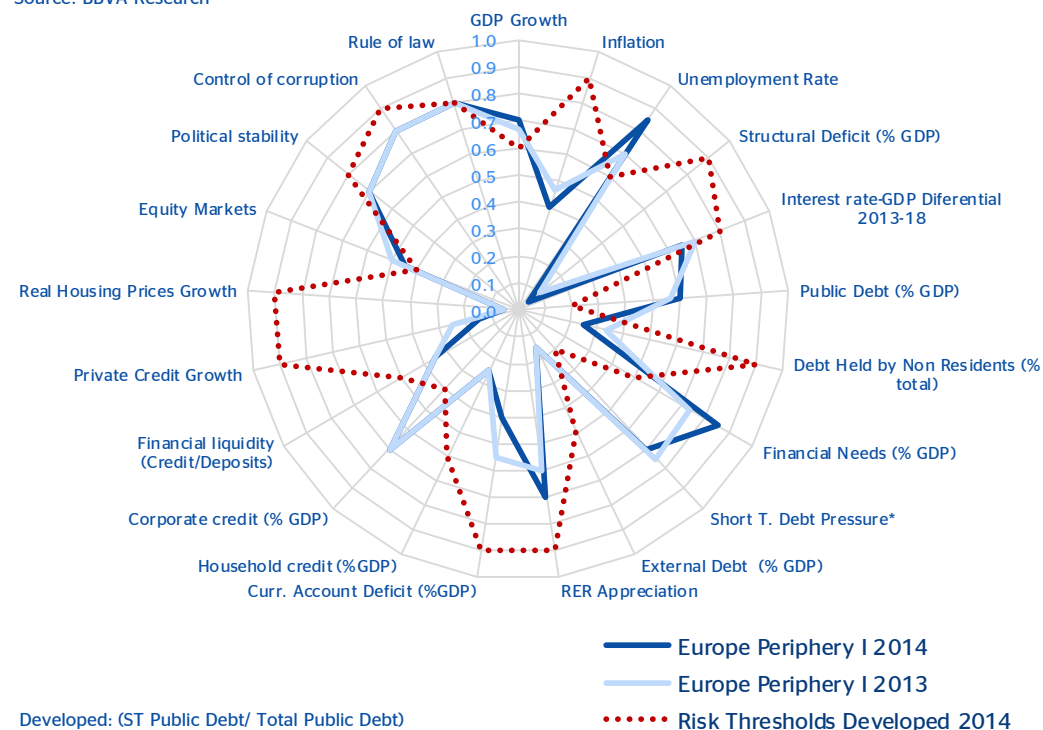 Source: BBVA Research
GDP Growth
Rule of law
1.0
Inflation
Control of corruption
0.9
Unemployment Rate
0.8
Political stability
0.7
Structural Deficit (% GDP)
0.6
0.5
Interest rate-GDP Diferential
2013-18
Equity Markets
0.4
0.3
0.2
Real Housing Prices Growth
0.1
Public Debt (% GDP)
0.0
Private Credit Growth
Debt Held by Non Residents (%
total)
Financial liquidity
(Credit/Deposits)
Financial Needs (% GDP)
Corporate credit (% GDP)
Short T. Debt Pressure*
Household credit (%GDP)
External Debt (% GDP)
Curr. Account Deficit (%GDP)
RER Appreciation
Europe Periphery I 2014
Europe Periphery I 2013
Risk Thresholds Developed 2014
Developed: (ST Public Debt/ Total Public Debt)